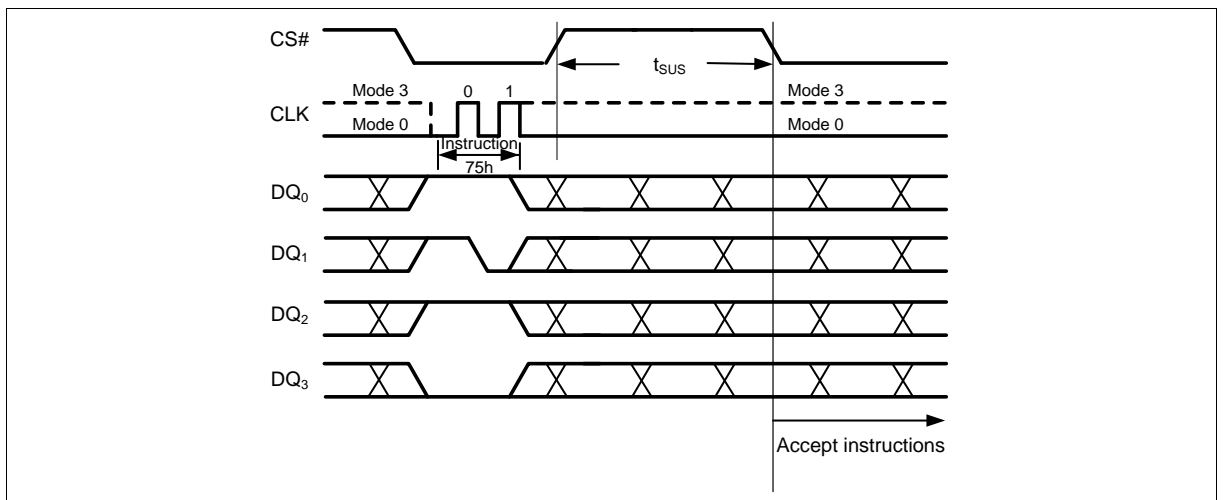 CS#
tSUS
Mode 3 0 1 Mode 3
CLK
Mode 0 Mode 0
Instruction
75h
DQ0
DQ1
DQ2
DQ3
Accept instructions